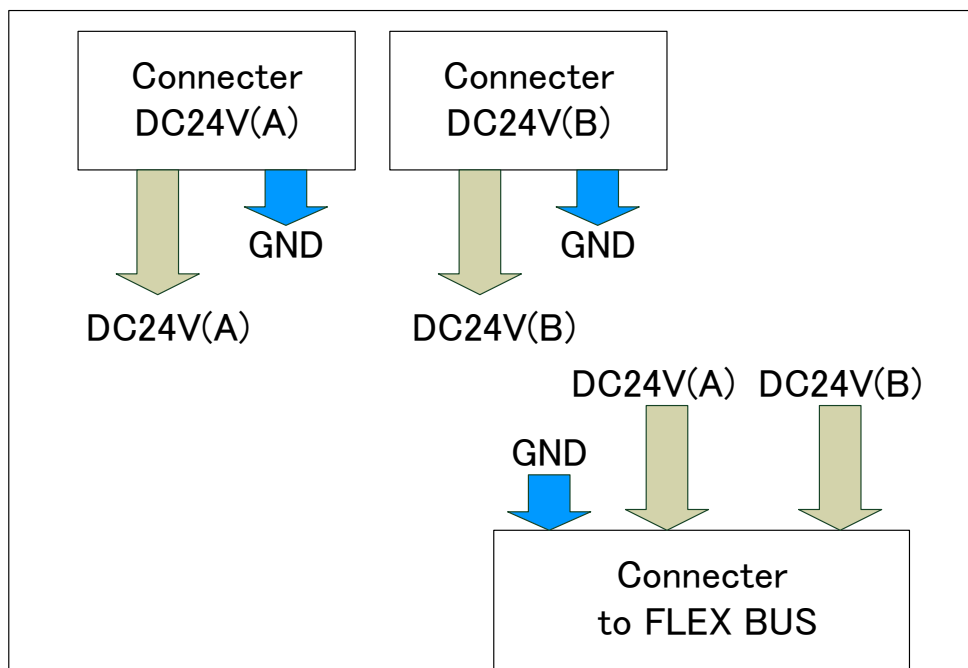 Connecter
DC24V(A)
Connecter
DC24V(B)
GND
GND
DC24V(A)
DC24V(B)
DC24V(A)
DC24V(B)
GND
Connecter
to FLEX BUS